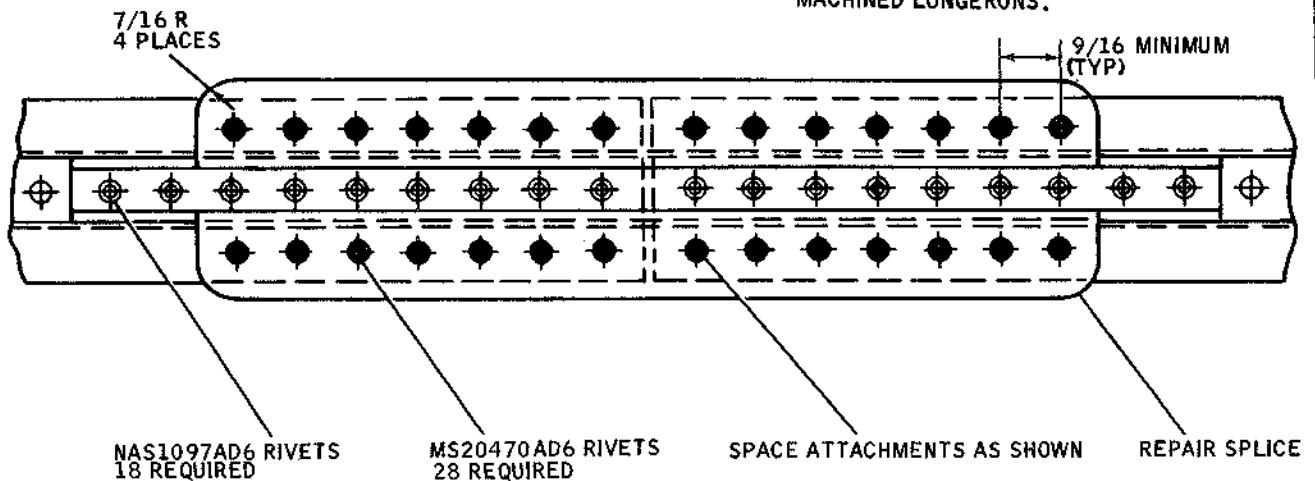 MACHINED LONGERONS.
7/16 R
4 PLACES
9/16 MINIMUM
(TYP)
NAS1097AD6 RIVETS
18 REQUIRED
MS20470AD6 RIVETS
28 REQUIRED
SPACE ATTACHMENTS AS SHOWN
REPAIR SPLICE